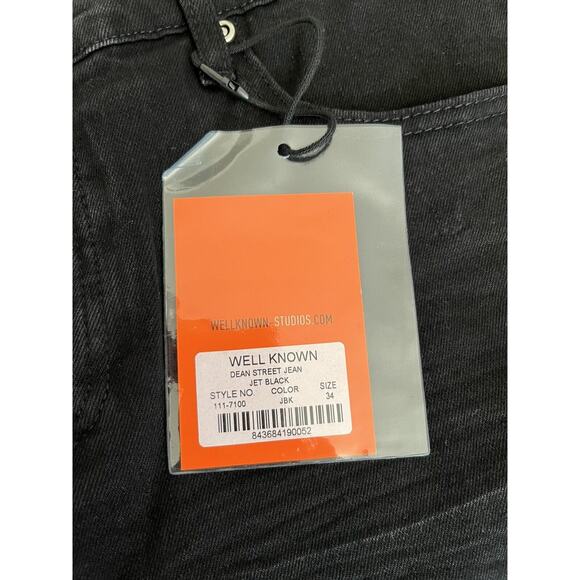 WELLKNOWN-STUDIOS.COM
WELL KNOWN
DEAN STREET JEAN
JET BLACK
STYLE NO. COLOR SIZE
111-7100 JBK 34
843684190052